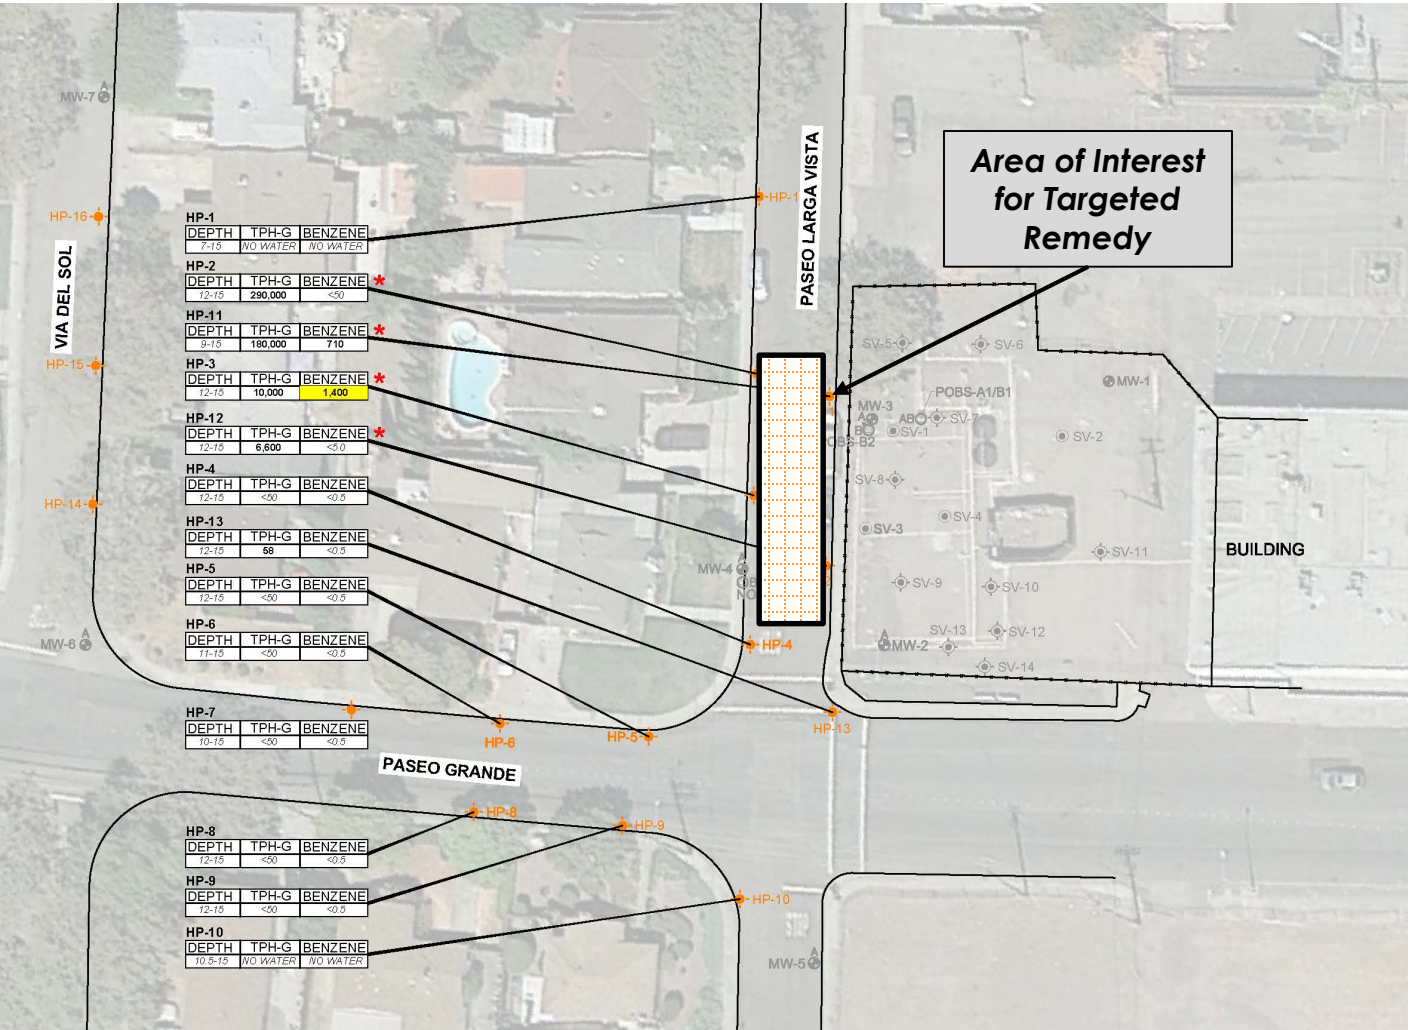 MW-7
A
HP-16
VIA DEL SOL
HP-15
HP-14
MW-6
A
HP-1
DEPTH TPH-G BENZENE
7-15 NO WATER NO WATER
HP-2
DEPTH TPH-G BENZENE *
12-15 290,000 <50
HP-11
DEPTH TPH-G BENZENE *
9-15 180,000 710
HP-3
DEPTH TPH-G BENZENE *
12-15 10,000 1,400
HP-12
DEPTH TPH-G BENZENE *
12-15 6,600 <5.0
HP-4
DEPTH TPH-G BENZENE
12-15 <50 <0.5
HP-13
DEPTH TPH-G BENZENE
12-15 58 <0.5
HP-5
DEPTH TPH-G BENZENE
12-15 <50 <0.5
HP-6
DEPTH TPH-G BENZENE
11-15 <50 <0.5
HP-7
DEPTH TPH-G BENZENE
10-15 <50 <0.5
HP-8
DEPTH TPH-G BENZENE
12-15 <50 <0.5
HP-9
DEPTH TPH-G BENZENE
12-15 <50 <0.5
HP-10
DEPTH TPH-G BENZENE
10.5-15 NO WATER NO WATER
HP-1
PASEO LARGA VISTA
Area of Interest
for Targeted
Remedy
SV-5
SV-6
MW-1
POBS-A1/B1
MW-3
A
AB
SV-7
B
SV-1
OBS-B2
SV-2
SV-8
SV-4
SV-3
SV-11
BUILDING
A
MW-4
SV-9
SV-10
SV-13
SV-12
A
MW-2
SV-14
HP-4
HP-13
HP-5
HP-6
PASEO GRANDE
HP-8
HP-9
HP-10
A
MW-5